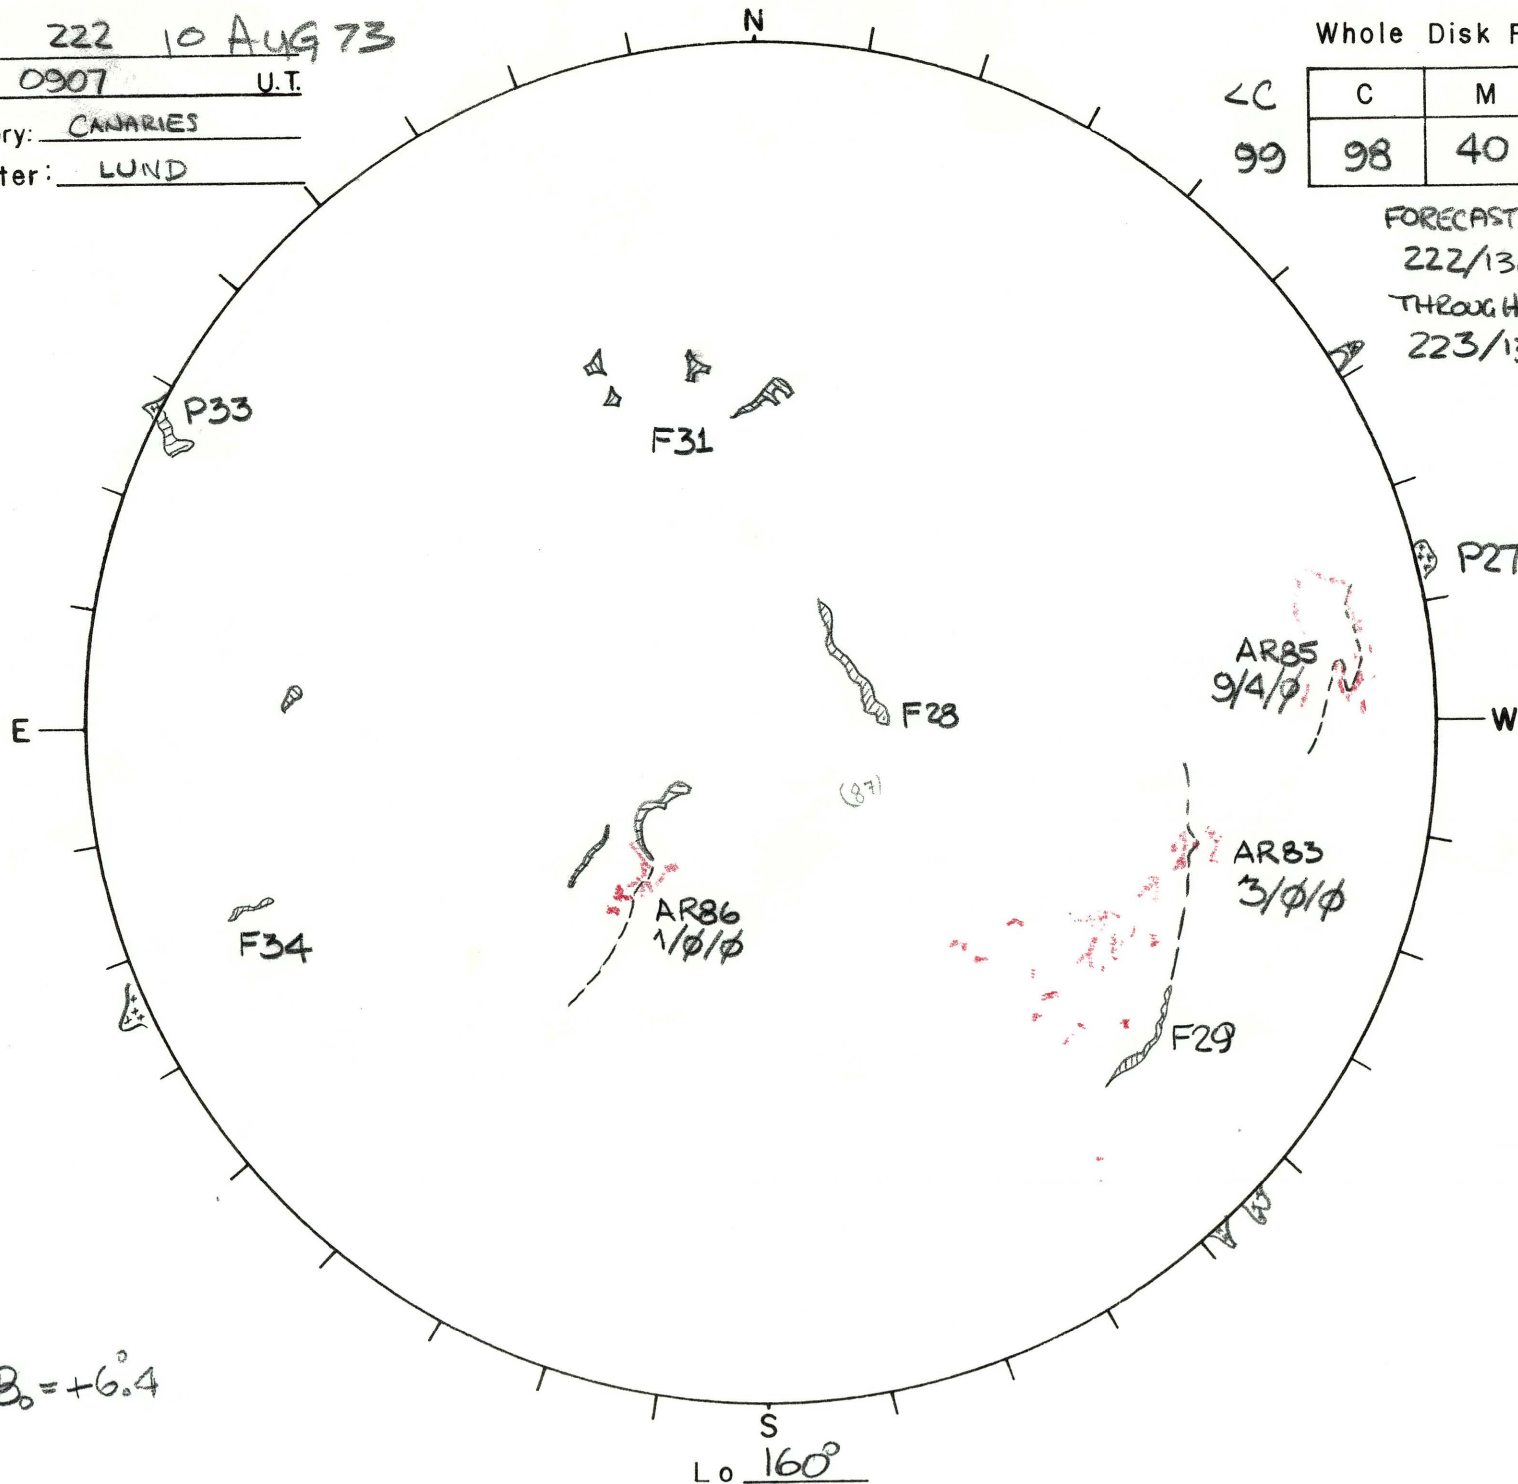 222 10 AUG 73
0907 U.T.
ry: CANARIES
ter: LUND
N
Whole Disk F
<C C M
99 98 40
FORECAST
222/13
THROUGH
223/13
P33
F31
P27
AR85
9/4/Ø
F28
E
W
(87)
AR83
3/Ø/Ø
AR86
1/Ø/Ø
F34
F29
B₀ = +6.°4
S
Lo 160°